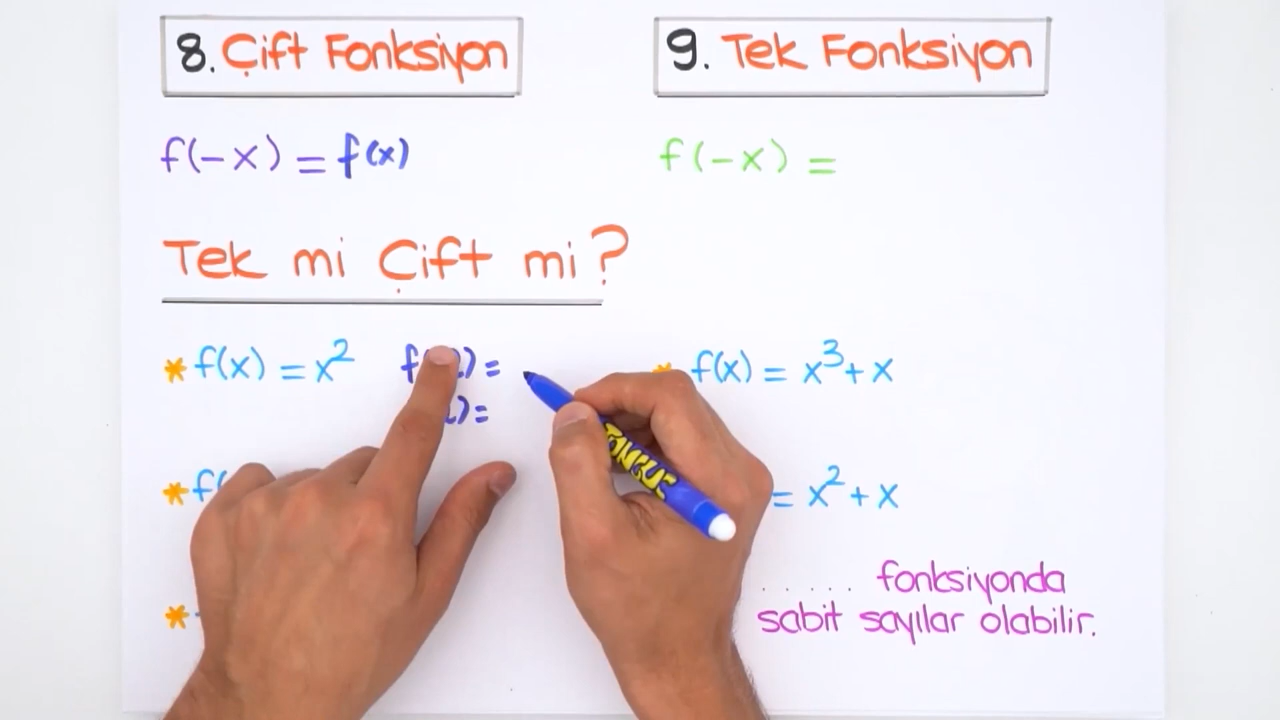 8. Çift Fonksiyon
9. Tek Fonksiyon
f(-x) = f(x)
f(-x) =
Tek mi Çift mi?
* f(x) = x²
=
=
* f(x) = x³ + x
* f
= x² + x
*
..... fonksiyonda
sabit sayılar olabilir.